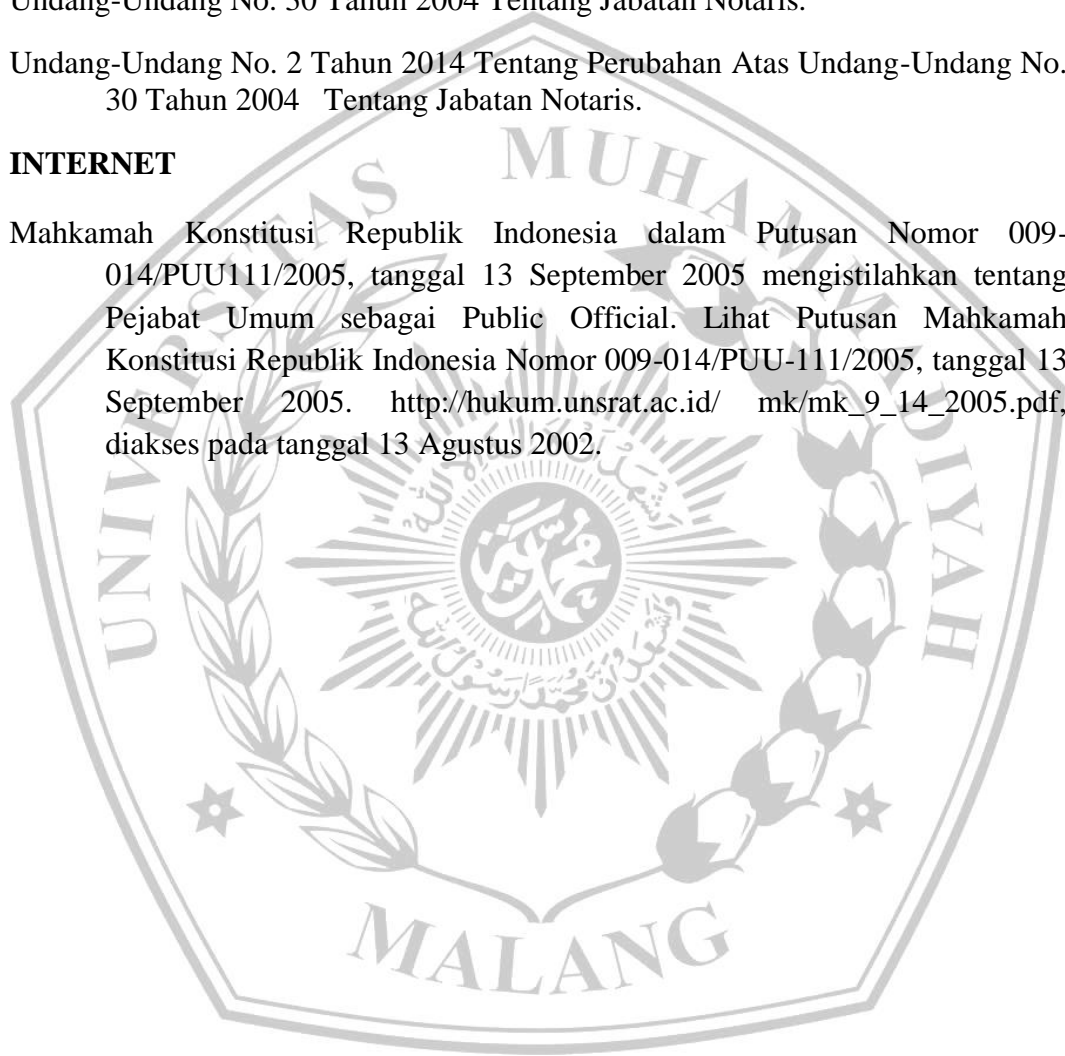 Undang-Undang No. 30 Tahun 2004 Tentang Jabatan Notaris.
Undang-Undang No. 2 Tahun 2014 Tentang Perubahan Atas Undang-Undang No.
30 Tahun 2004 Tentang Jabatan Notaris.
INTERNET
Mahkamah Konstitusi Republik Indonesia dalam Putusan Nomor 009-
014/PUU111/2005, tanggal 13 September 2005 mengistilahkan tentang
Pejabat Umum sebagai Public Official. Lihat Putusan Mahkamah
Konstitusi Republik Indonesia Nomor 009-014/PUU-111/2005, tanggal 13
September 2005. http://hukum.unsrat.ac.id/ mk/mk_9_14_2005.pdf,
diakses pada tanggal 13 Agustus 2002.
UNIVERSITAS MUHAMMADIYAH
MALANG